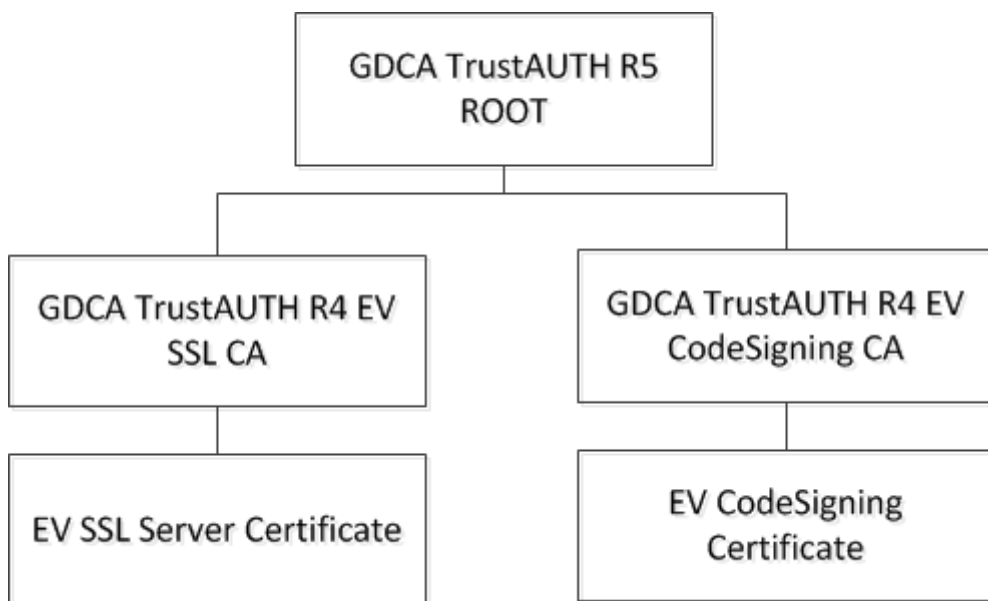 GDCA TrustAUTH R5
ROOT
GDCA TrustAUTH R4 EV
SSL CA
GDCA TrustAUTH R4 EV
CodeSigning CA
EV SSL Server Certificate
EV CodeSigning
Certificate